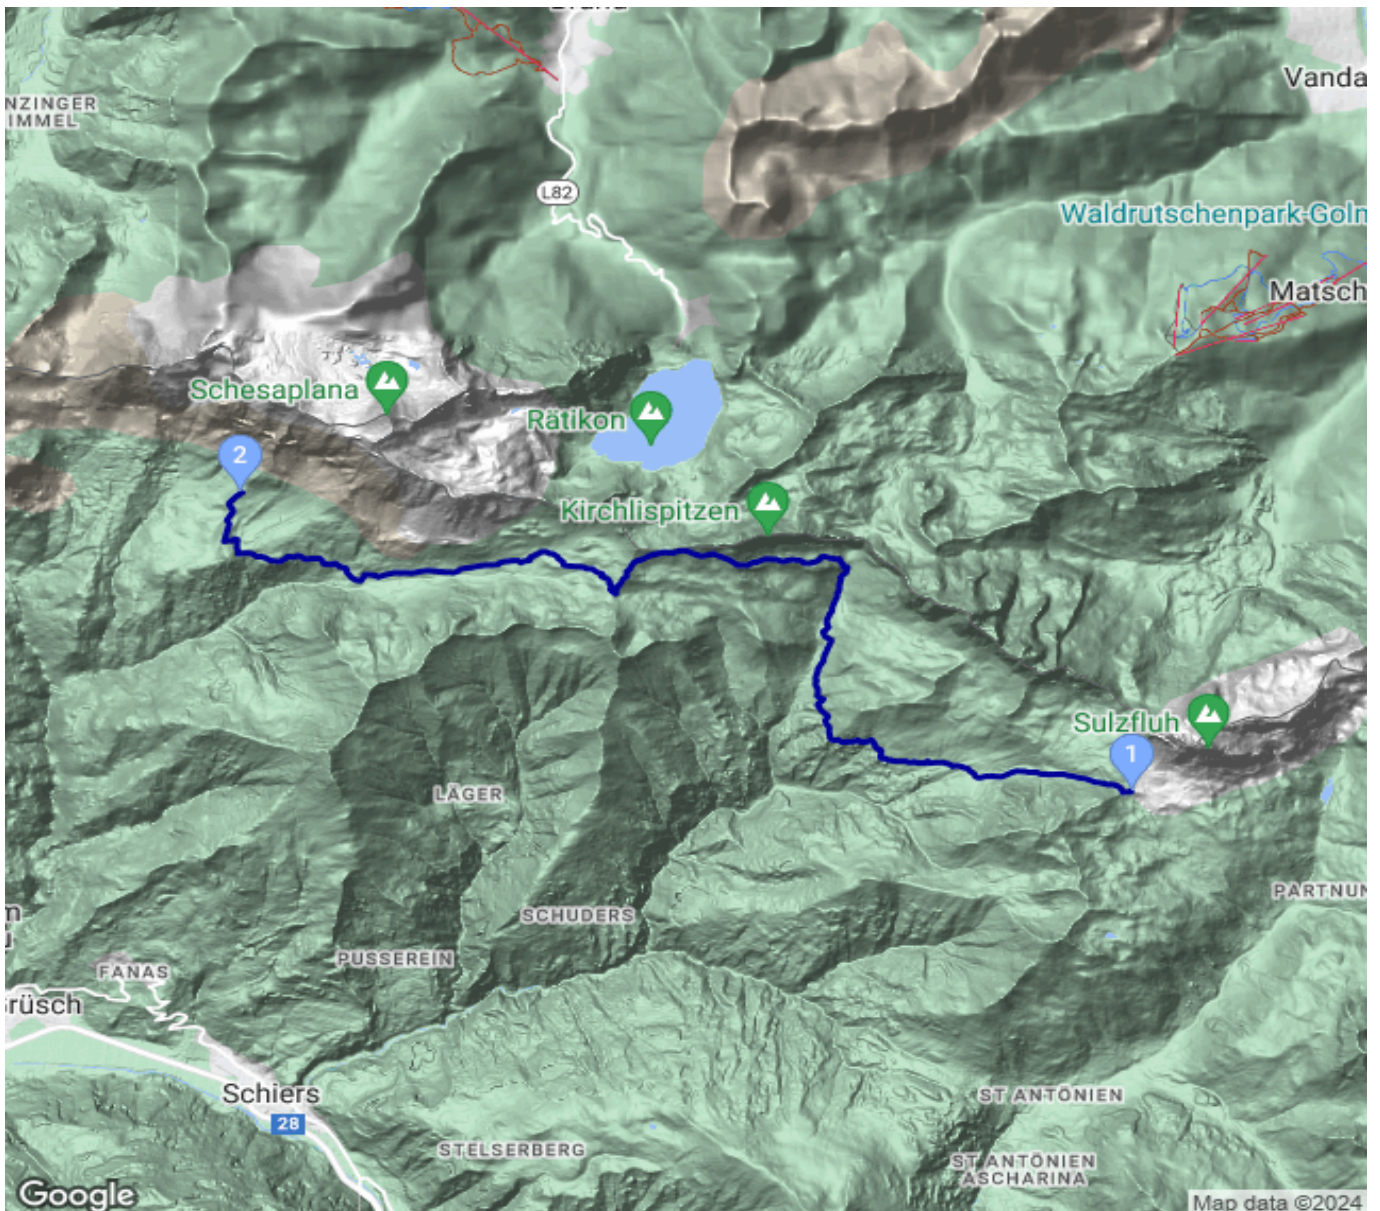 Vanda
NZINGER
IMMEL
L82
Waldrutschenpark-Goln
Matsch
Schesaplana
Rätikon
2
Kirchlispitzen
Sulzfluh
1
LÄGER
PARTNUN
SCHUDERS
PUSSEREIN
FANAS
rüsch
Schiers
28
ST ANTÖNIEN
STELSERBERG
ST ANTÖNIEN
ASCHARINA
Google
Map data ©2024